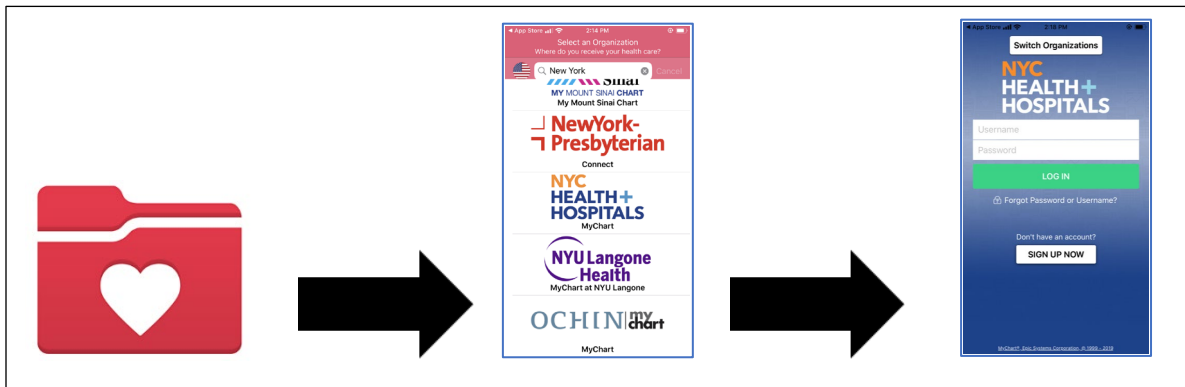 App Store 2:14 PM
Select an Organization
Where do you receive your health care?
New York
Cancel
Sinai
MY MOUNT SINAI CHART
My Mount Sinai Chart
NewYork-
Presbyterian
Connect
NYC
HEALTH+
HOSPITALS
MyChart
NYU Langone
Health
MyChart at NYU Langone
OCHIN my
chart
MyChart
App Store 2:15 PM
Switch Organizations
NYC
HEALTH+
HOSPITALS
Username
Password
LOG IN
Forgot Password or Username?
Don't have an account?
SIGN UP NOW
MyChart®, Epic Systems Corporation, © 1999 - 2019